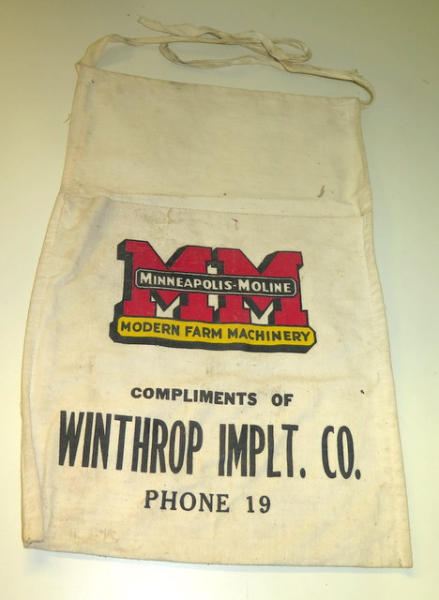 MM
MINNEAPOLIS-MOLINE
MODERN FARM MACHINERY
COMPLIMENTS OF
WINTHROP IMPLT. CO.
PHONE 19